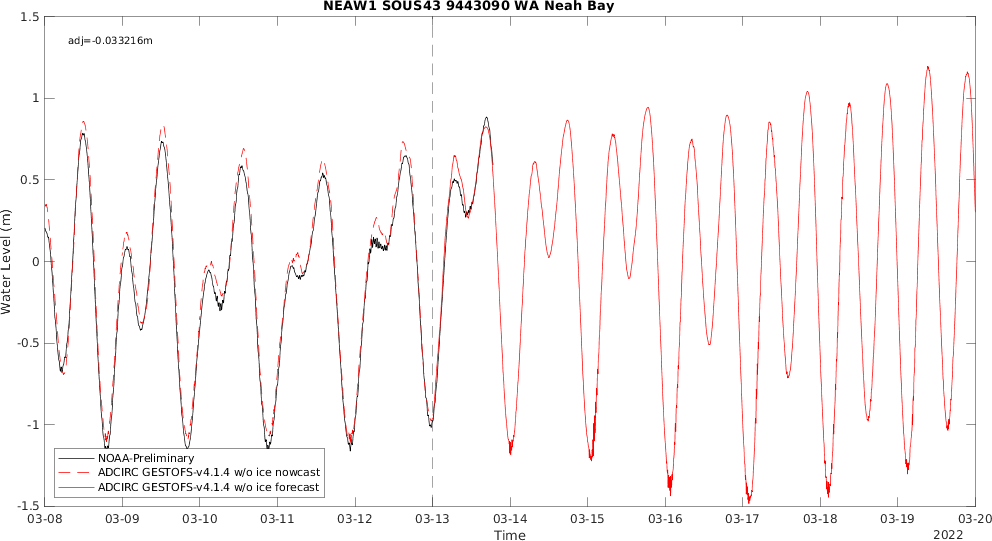 NEAW1 SOUS43 9443090 WA Neah Bay
adj=-0.033216m
1.5
1
0.5
0
-0.5
-1
-1.5
Water Level (m)
NOAA-Preliminary
ADCIRC GESTOFS-v4.1.4 w/o ice nowcast
ADCIRC GESTOFS-v4.1.4 w/o ice forecast
03-08 03-09 03-10 03-11 03-12 03-13 03-14 03-15 03-16 03-17 03-18 03-19 03-20
Time
2022